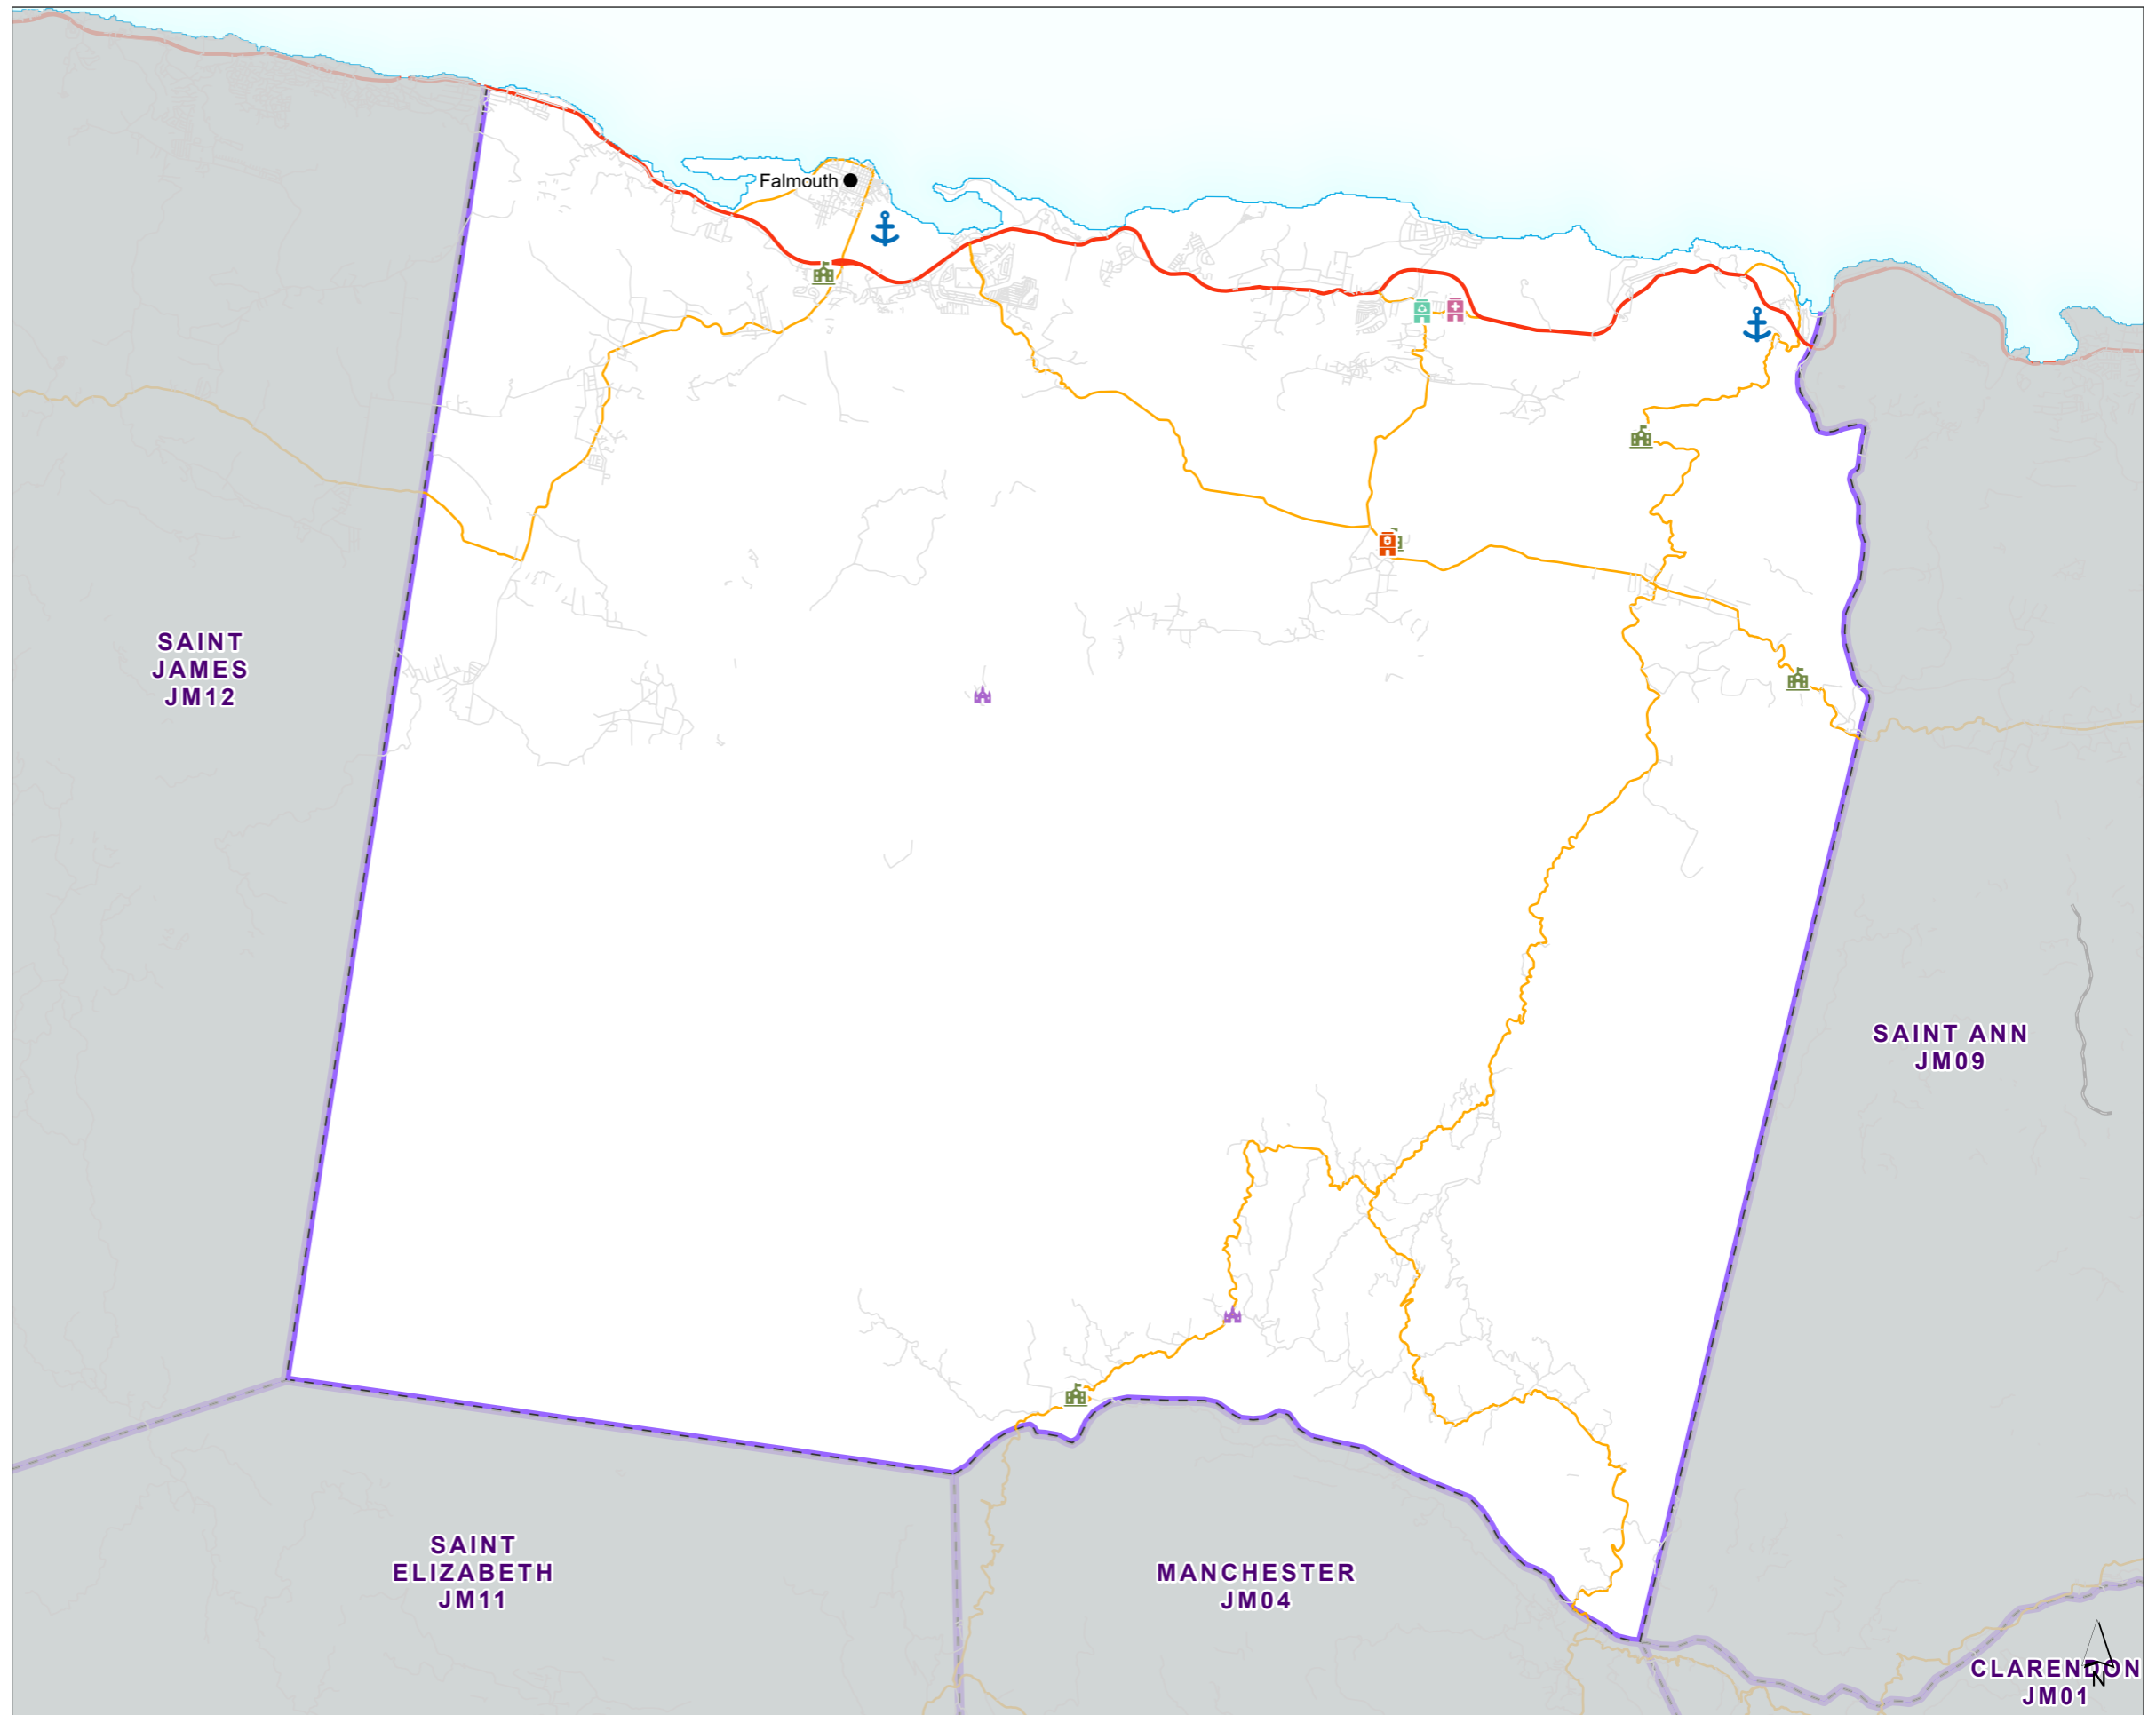 Falmouth
SAINT
JAMES
JM12
SAINT ANN
JM09
SAINT
ELIZABETH
JM11
MANCHESTER
JM04
CLARENDON
JM01
N